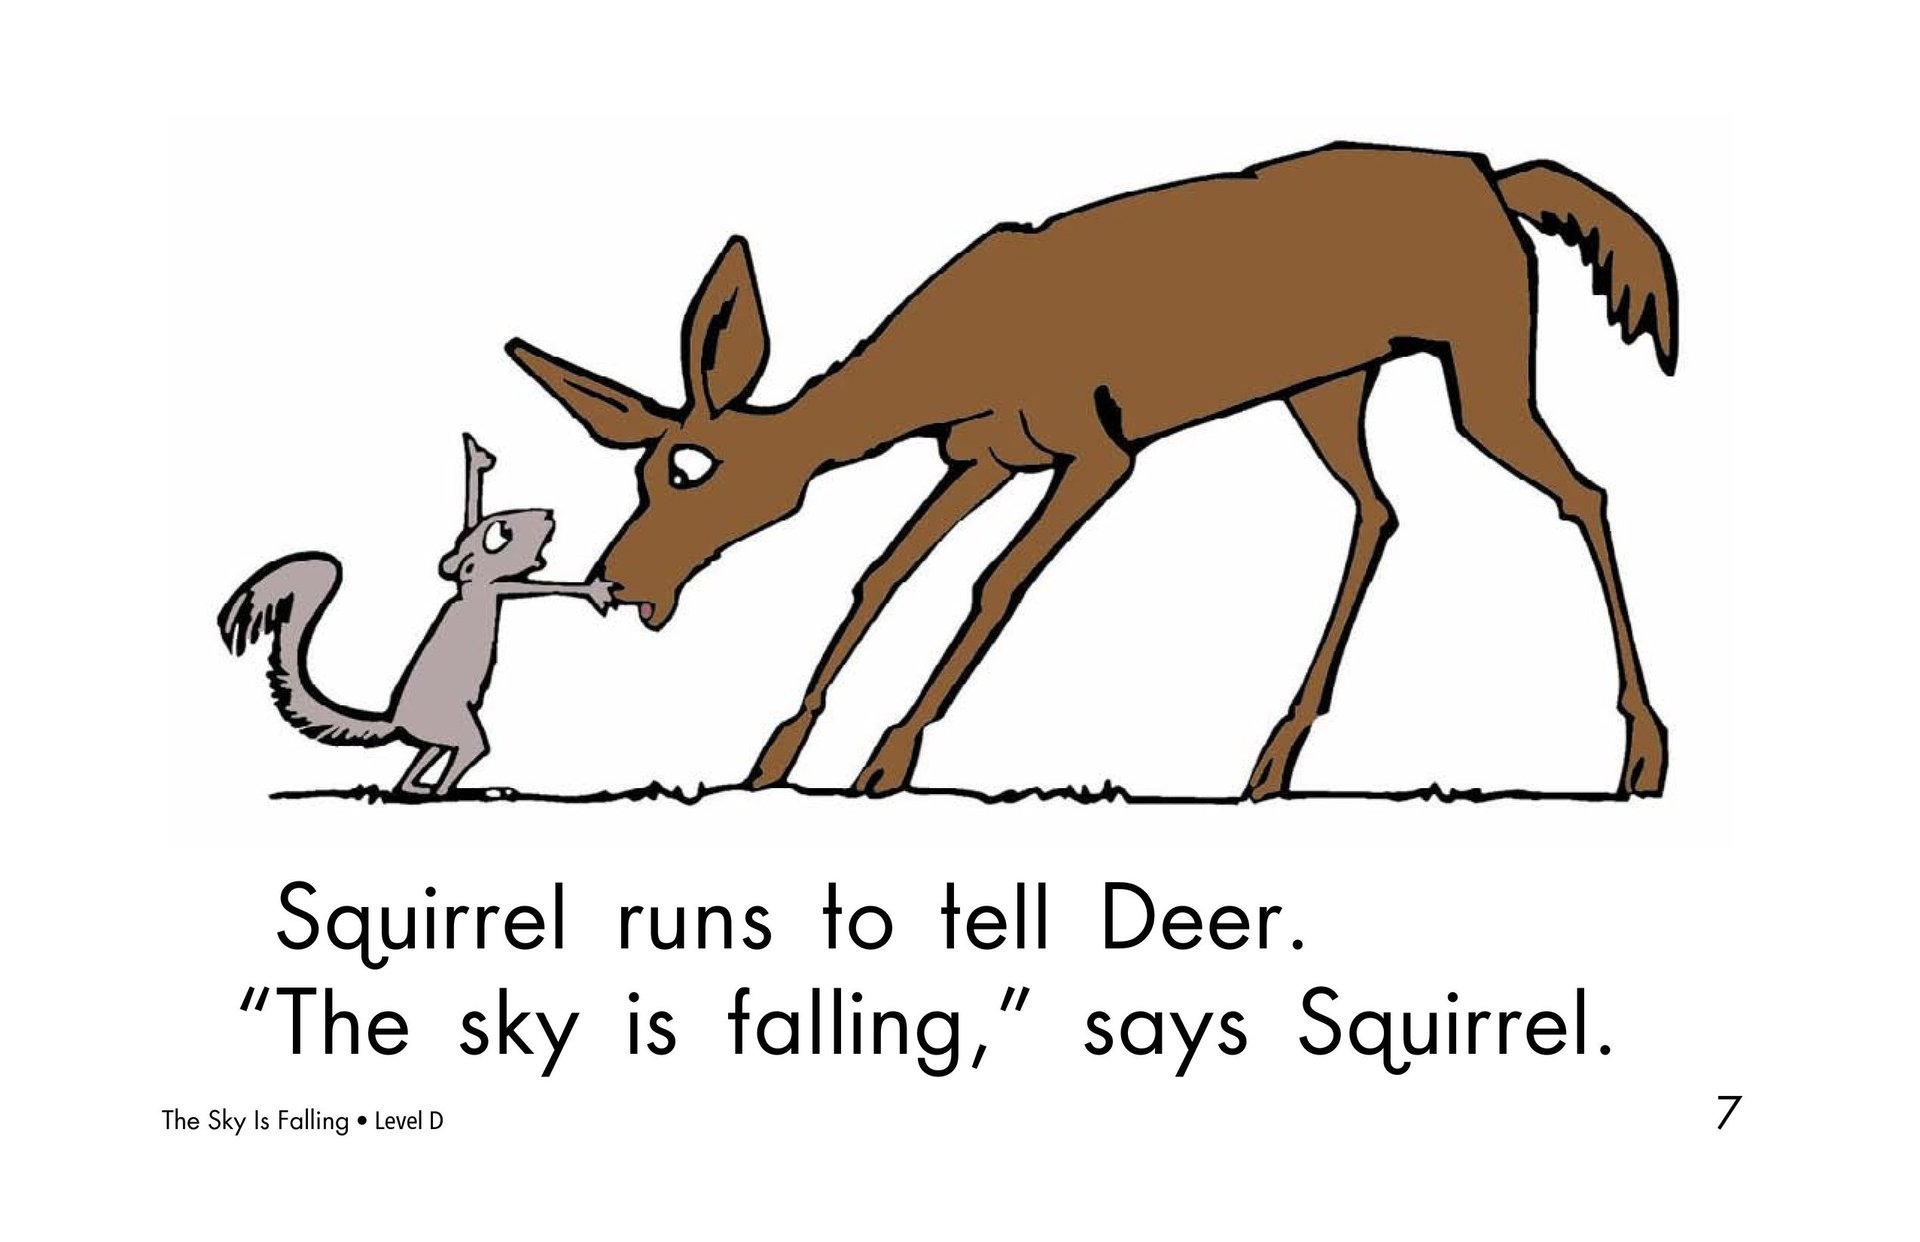 Squirrel runs to tell Deer.
“The sky is falling,” says Squirrel.
The Sky Is Falling • Level D
7